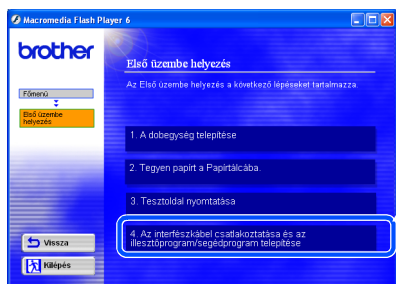 Macromedia Flash Player 6
brother
Első üzembe helyezés
Az Első üzembe helyezés a következő lépéseket tartalmazza.
Főmenü
Első üzembe
helyezés
1. A dobegység telepítése
2. Tegyen papírt a Papírtálcába.
3. Tesztoldal nyomtatása
4. Az interfészkábel csatlakoztatása és az
illesztőprogram/segédprogram telepítése
Vissza
Kilépés